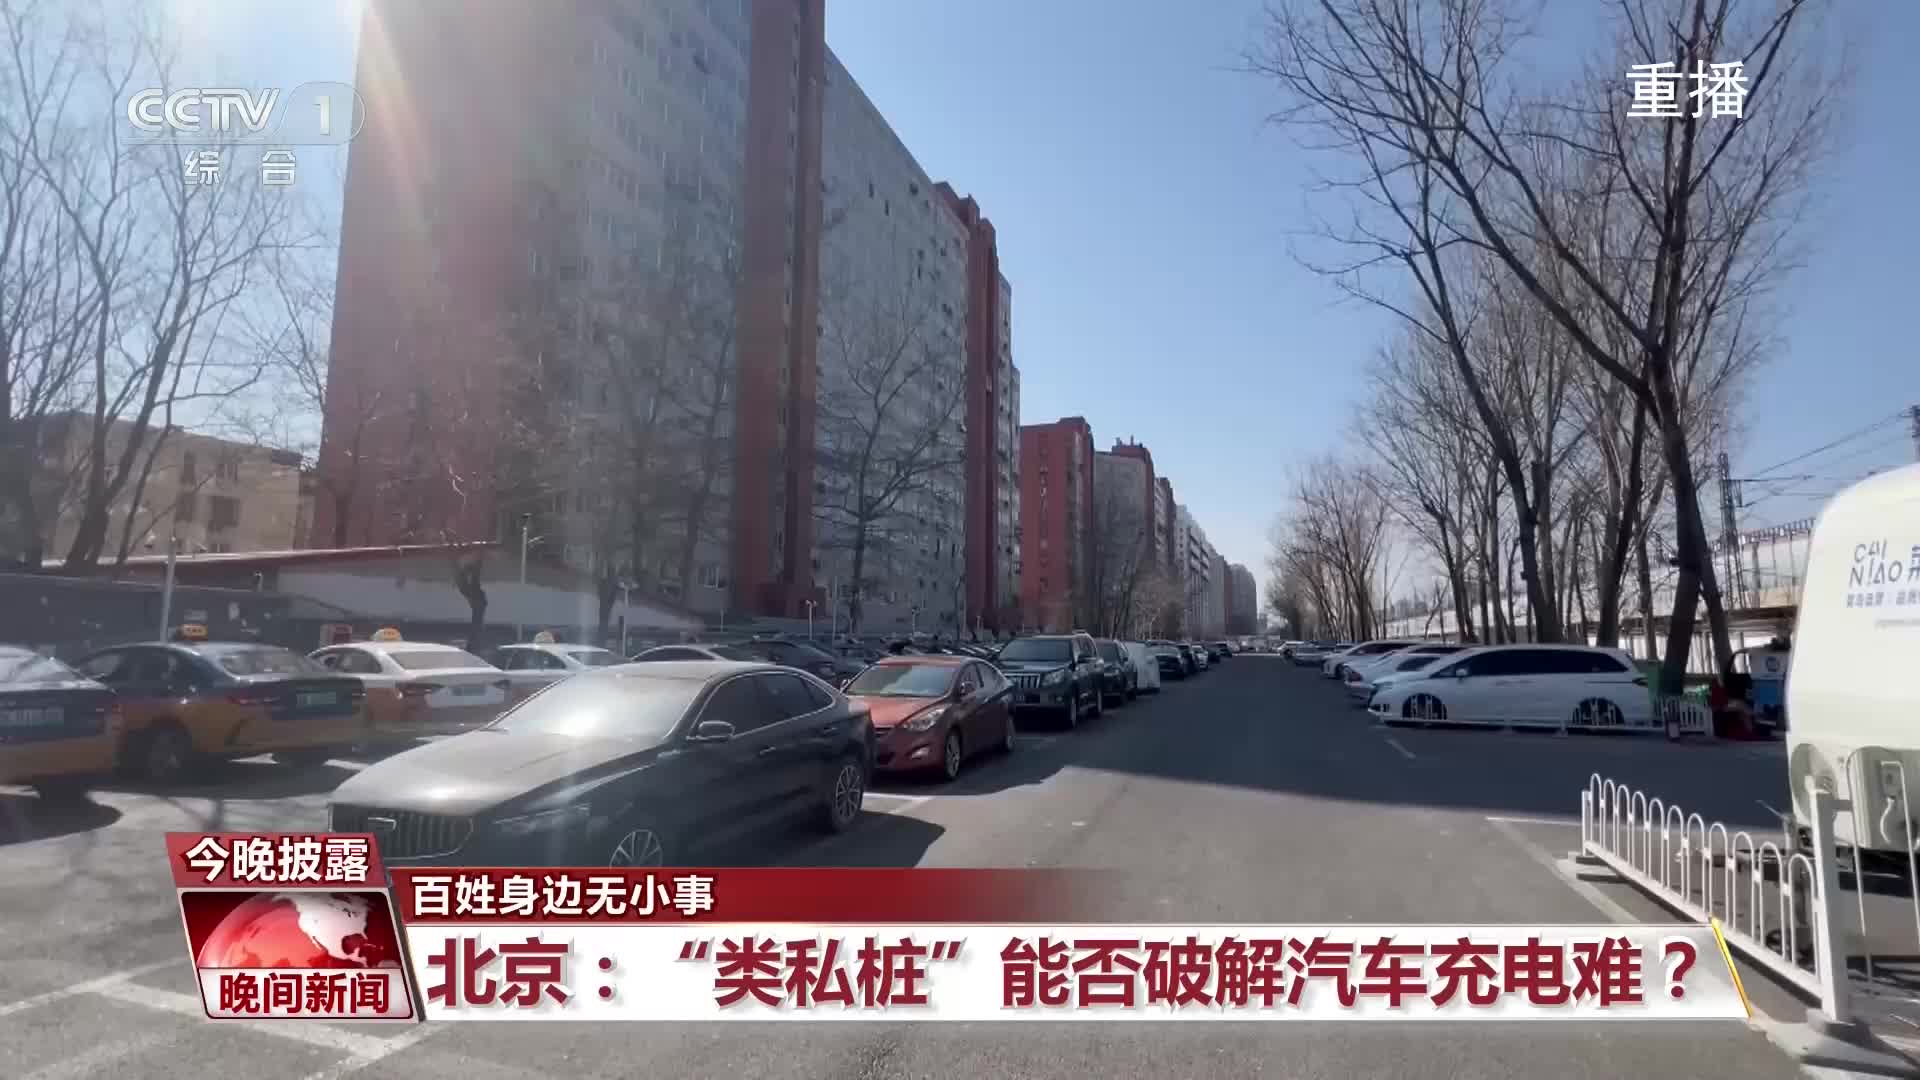 CCTV 1
综合
重播
CAI
NIAO
今晚披露
百姓身边无小事
北京：“类私桩”能否破解汽车充电难？
晚间新闻